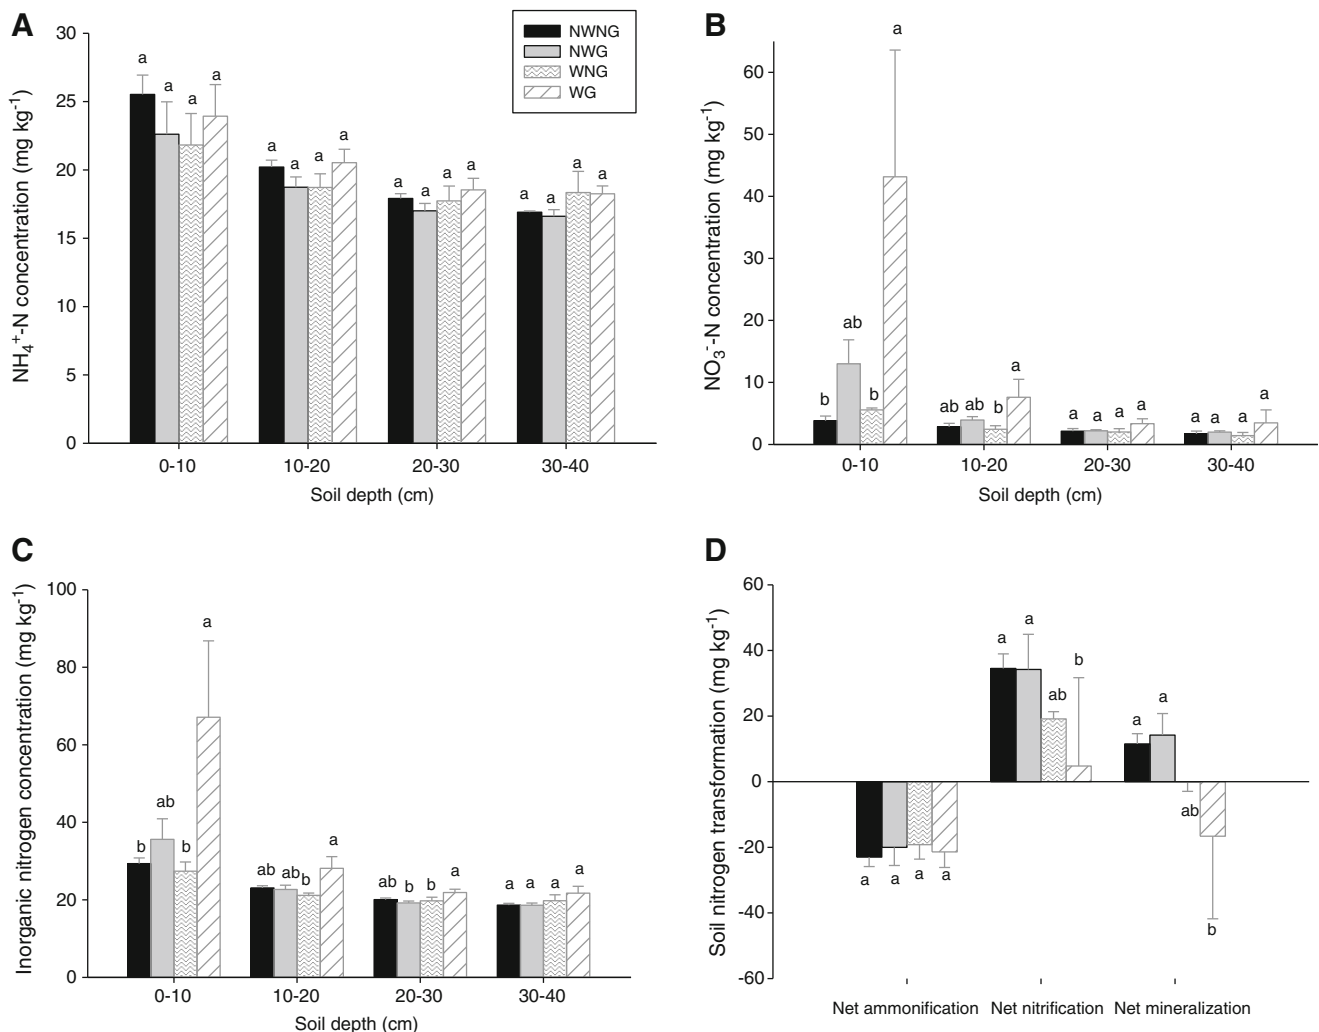 A
NH₄⁺-N concentration (mg kg⁻¹)
30
25
20
15
10
5
0
NWNG
NWG
WNG
WG
a a a a
a a a a
a a a a
a a a a
0-10 10-20 20-30 30-40
Soil depth (cm)
B
NO₃⁻-N concentration (mg kg⁻¹)
60
50
40
30
20
10
0
b ab b a
ab ab b a
a a a a
a a a a
0-10 10-20 20-30 30-40
Soil depth (cm)
C
Inorganic nitrogen concentration (mg kg⁻¹)
100
80
60
40
20
0
b ab b a
ab ab b a
ab b b a
a a a a
0-10 10-20 20-30 30-40
Soil depth (cm)
D
Soil nitrogen transformation (mg kg⁻¹)
60
40
20
0
-20
-40
-60
a a a a
a a ab b
a a ab b
Net ammonification Net nitrification Net mineralization